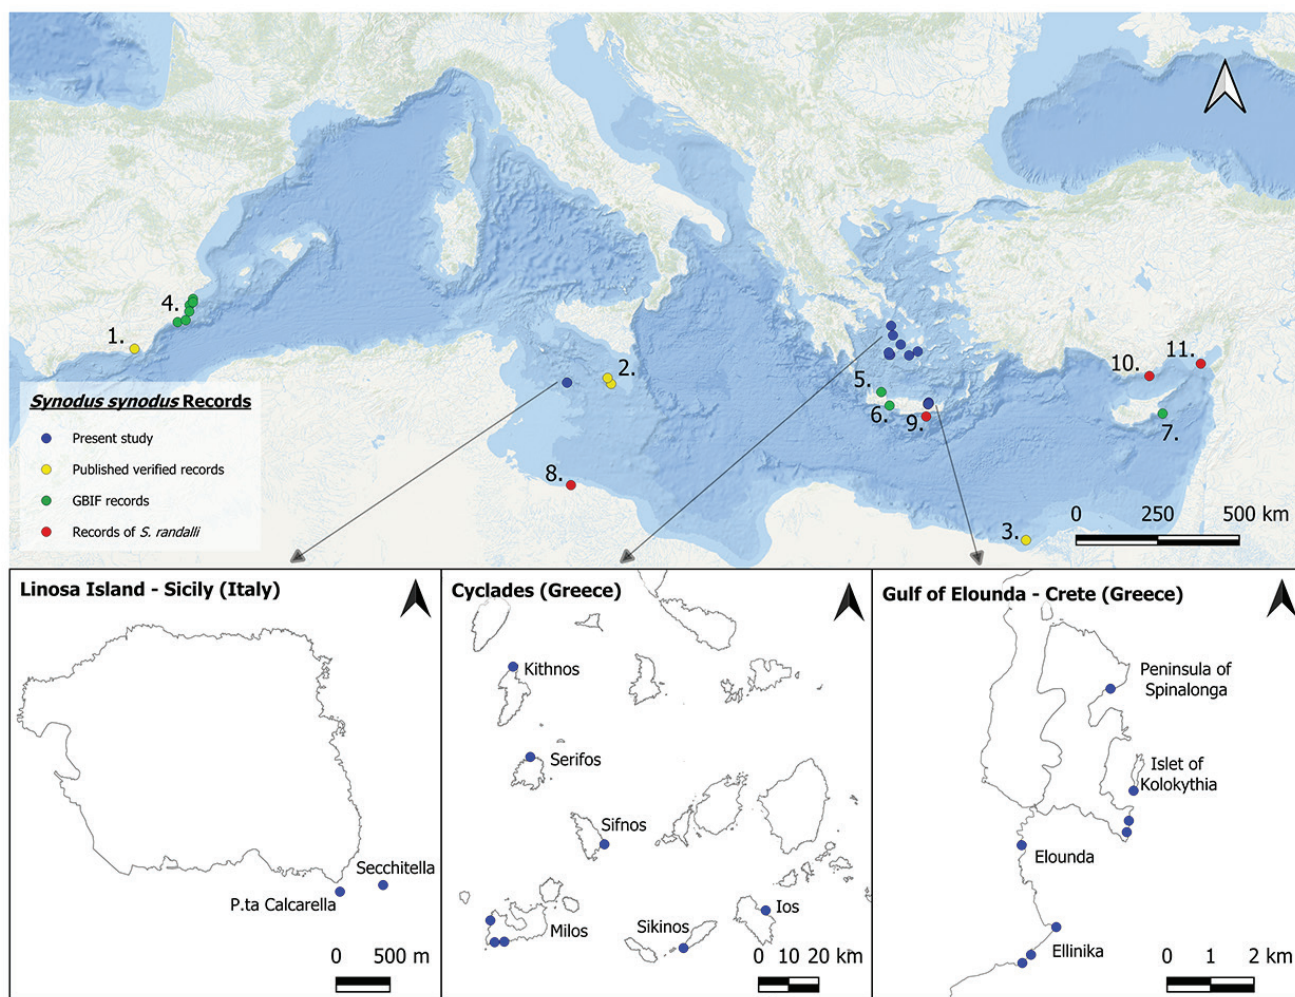 4.
1.
2.
5.
6.
9.
10.
11.
7.
8.
3.
Synodus synodus Records
Present study
Published verified records
GBIF records
Records of S. randalli
0 250 500 km
Linosa Island - Sicily (Italy)
Secchitella
P.ta Calcarella
0 500 m
Cyclades (Greece)
Kithnos
Serifos
Sifnos
Ios
Milos
Sikinos
0 10 20 km
Gulf of Elounda - Crete (Greece)
Peninsula of
Spinalonga
Islet of
Kolokythia
Elounda
Ellinika
0 1 2 km